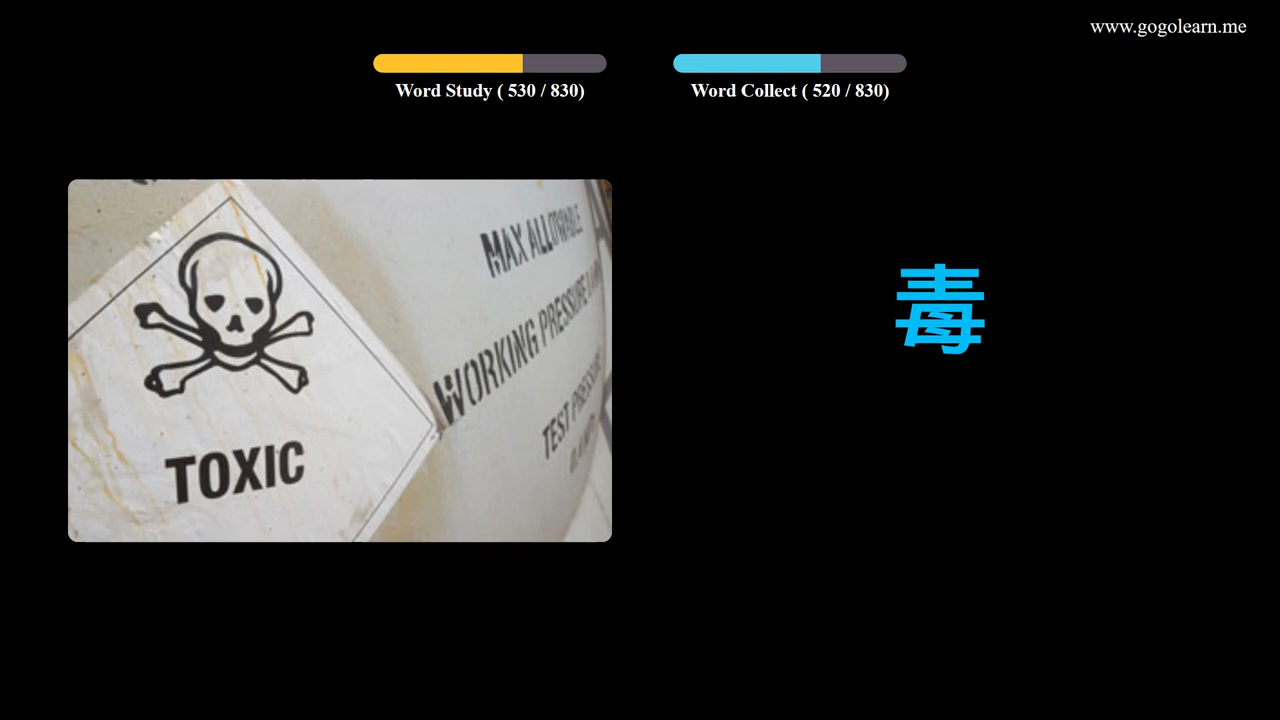 www.gogolearn.me
Word Study ( 530 / 830)
Word Collect ( 520 / 830)
MAX ALLOWABLE
WORKING PRESSURE
TEST PRESSURE
TOXIC
毒